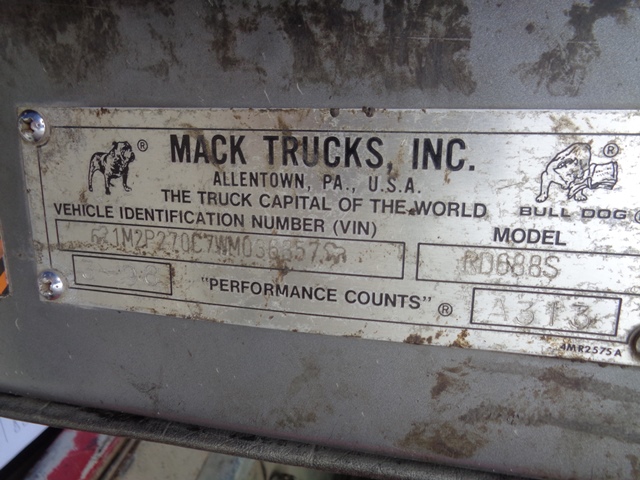 ® MACK TRUCKS, INC. ®
ALLENTOWN, PA., U.S.A.
THE TRUCK CAPITAL OF THE WORLD
BULL DOG ®
VEHICLE IDENTIFICATION NUMBER (VIN)
MODEL
RD688S
"PERFORMANCE COUNTS" ®
A313
4MR2575A